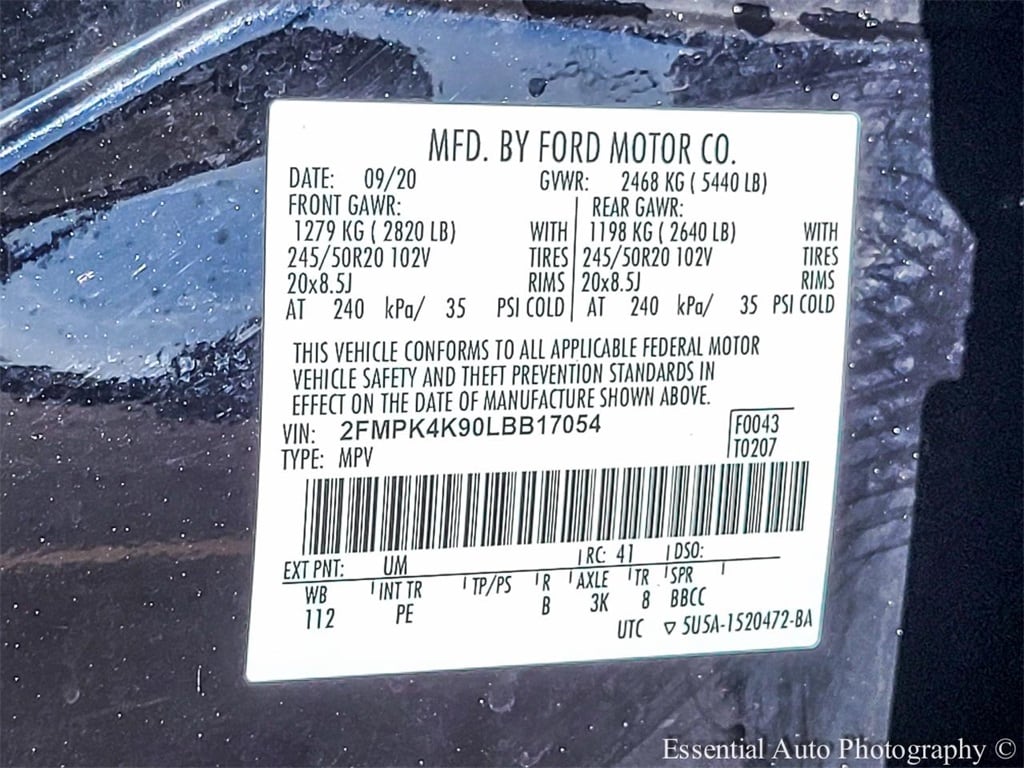 MFD. BY FORD MOTOR CO.
DATE: 09/20 GVWR: 2468 KG ( 5440 LB)
FRONT GAWR: REAR GAWR:
1279 KG ( 2820 LB) WITH 1198 KG ( 2640 LB) WITH
245/50R20 102V TIRES 245/50R20 102V TIRES
20x8.5J RIMS 20x8.5J RIMS
AT 240 kPa/ 35 PSI COLD AT 240 kPa/ 35 PSI COLD
THIS VEHICLE CONFORMS TO ALL APPLICABLE FEDERAL MOTOR
VEHICLE SAFETY AND THEFT PREVENTION STANDARDS IN
EFFECT ON THE DATE OF MANUFACTURE SHOWN ABOVE.
VIN: 2FMPK4K90LBB17054 F0043
TYPE: MPV T0207
EXT PNT: UM RC: 41 DSO:
WB INT TR TP/PS R AXLE TR SPR
112 PE B 3K 8 BBCC
UTC ▽ 5U5A-1520472-BA
Essential Auto Photography ©